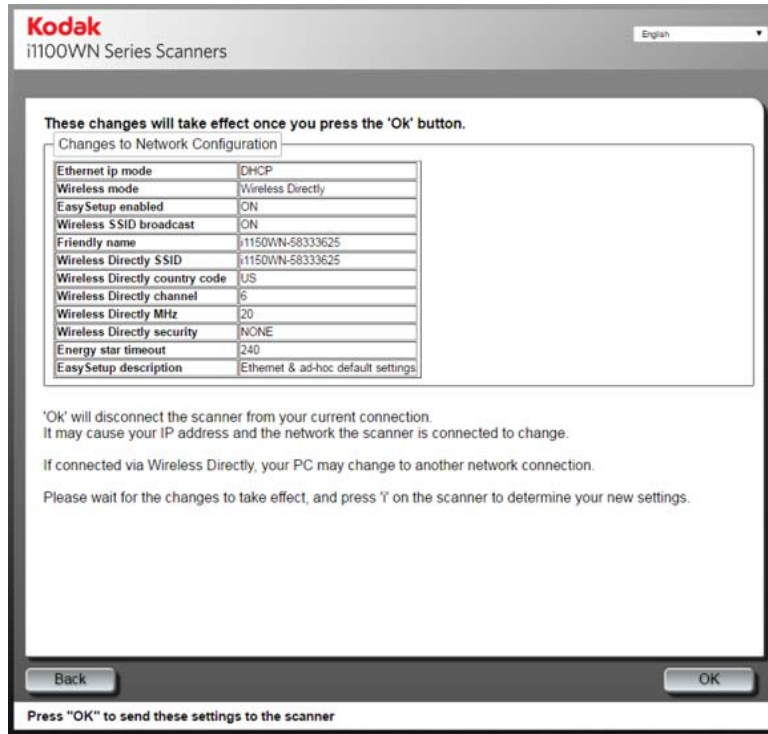 Kodak
i1100WN Series Scanners
English
These changes will take effect once you press the 'Ok' button.
Changes to Network Configuration
Ethernet ip mode DHCP
Wireless mode Wireless Directly
EasySetup enabled ON
Wireless SSID broadcast ON
Friendly name i1150WN-58333625
Wireless Directly SSID i1150WN-58333625
Wireless Directly country code US
Wireless Directly channel 6
Wireless Directly MHz 20
Wireless Directly security NONE
Energy star timeout 240
EasySetup description Ethernet & ad-hoc default settings
'Ok' will disconnect the scanner from your current connection.
It may cause your IP address and the network the scanner is connected to change.
If connected via Wireless Directly, your PC may change to another network connection.
Please wait for the changes to take effect, and press 'i' on the scanner to determine your new settings.
Back
OK
Press "OK" to send these settings to the scanner